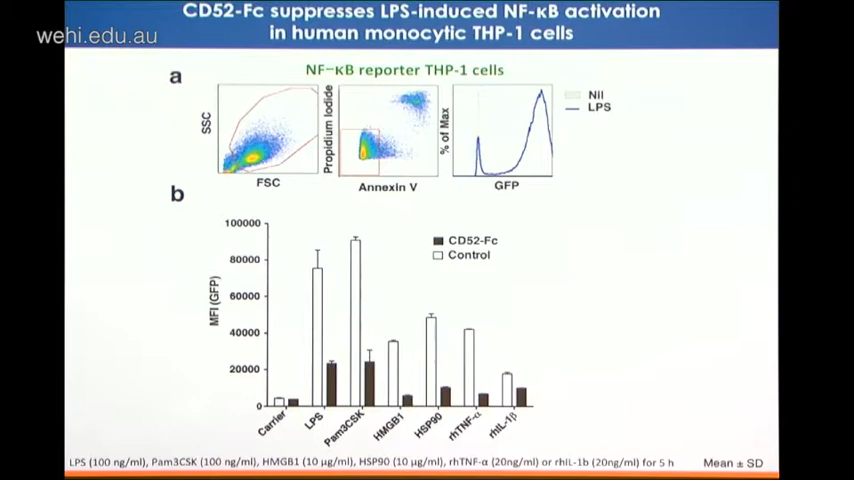 CD52-Fc suppresses LPS-induced NF-κB activation
in human monocytic THP-1 cells
wehi.edu.au
a
NF-κB reporter THP-1 cells
SSC
FSC
Propidium Iodide
Annexin V
% of Max
GFP
Nil
LPS
b
MFI (GFP)
100000
80000
60000
40000
20000
0
CD52-Fc
Control
Carrier
LPS
Pam3CSK
HMGB1
HSP90
rhTNF-α
rhIL-1β
LPS (100 ng/ml), Pam3CSK (100 ng/ml), HMGB1 (10 µg/ml), HSP90 (10 µg/ml), rhTNF-α (20ng/ml) or rhIL-1b (20ng/ml) for 5 h
Mean ± SD